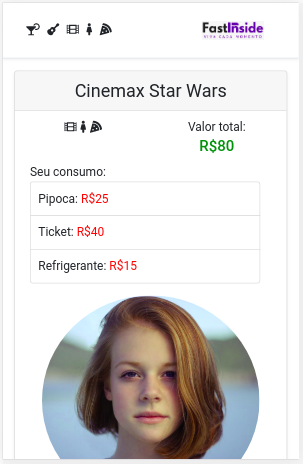 FastInside
VIVA CADA MOMENTO
Cinemax Star Wars
Valor total:
R$80
Seu consumo:
Pipoca: R$25
Ticket: R$40
Refrigerante: R$15